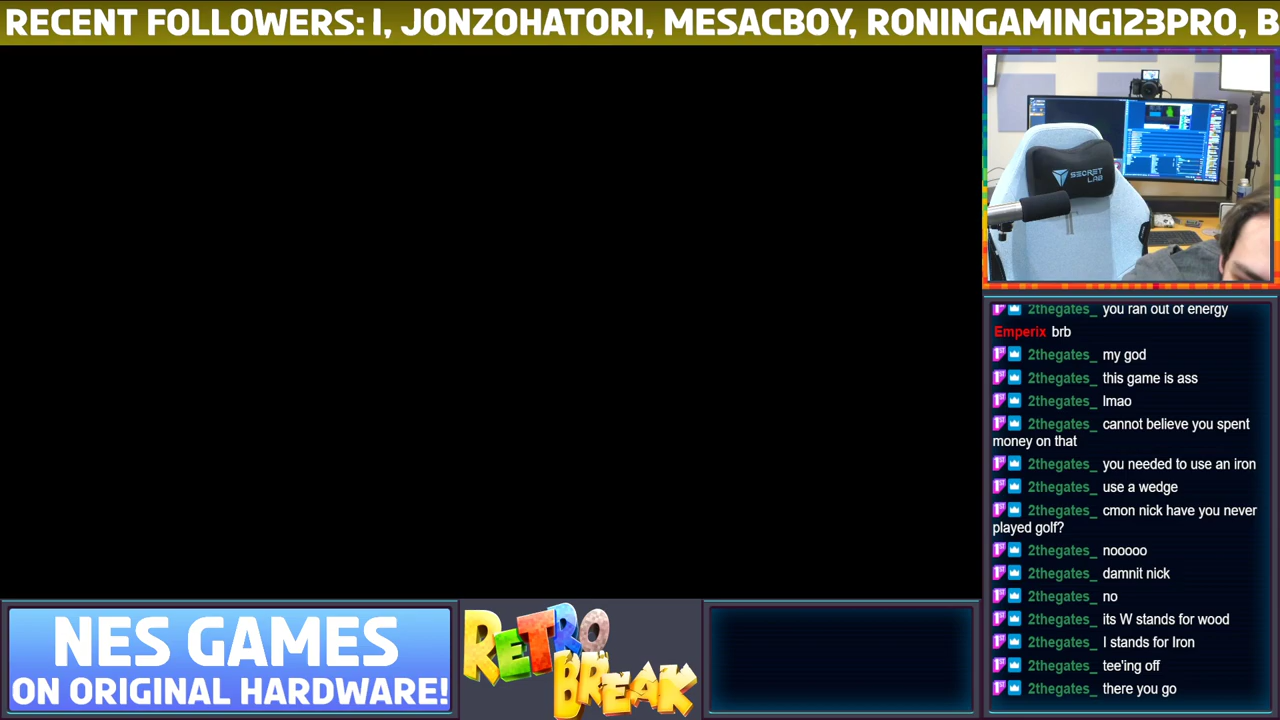 RECENT FOLLOWERS: I, JONZOHATORI, MESACBOY, RONINGAMING123PRO, B
SECRET
LAB
2thegates_ you ran out of energy
Emperix brb
2thegates_ my god
2thegates_ this game is ass
2thegates_ lmao
2thegates_ cannot believe you spent
money on that
2thegates_ you needed to use an iron
2thegates_ use a wedge
2thegates_ cmon nick have you never
played golf?
2thegates_ nooooo
2thegates_ damnit nick
2thegates_ no
2thegates_ its W stands for wood
2thegates_ I stands for Iron
2thegates_ tee'ing off
2thegates_ there you go
NES GAMES
ON ORIGINAL HARDWARE!
RETRO
BREAK